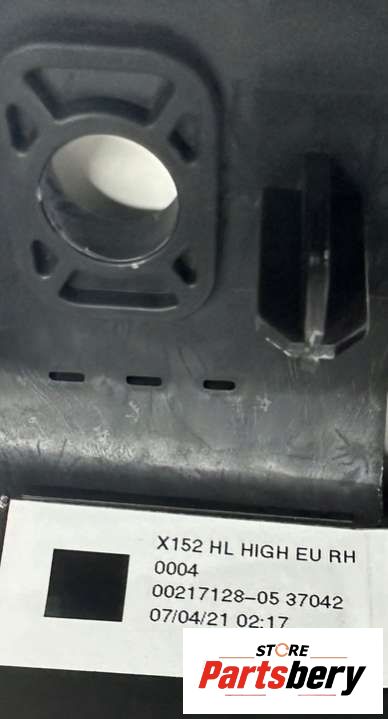 X152 HL HIGH EU RH
0004
00217128-05 37042
07/04/21 02:17
STORE
Partsbery